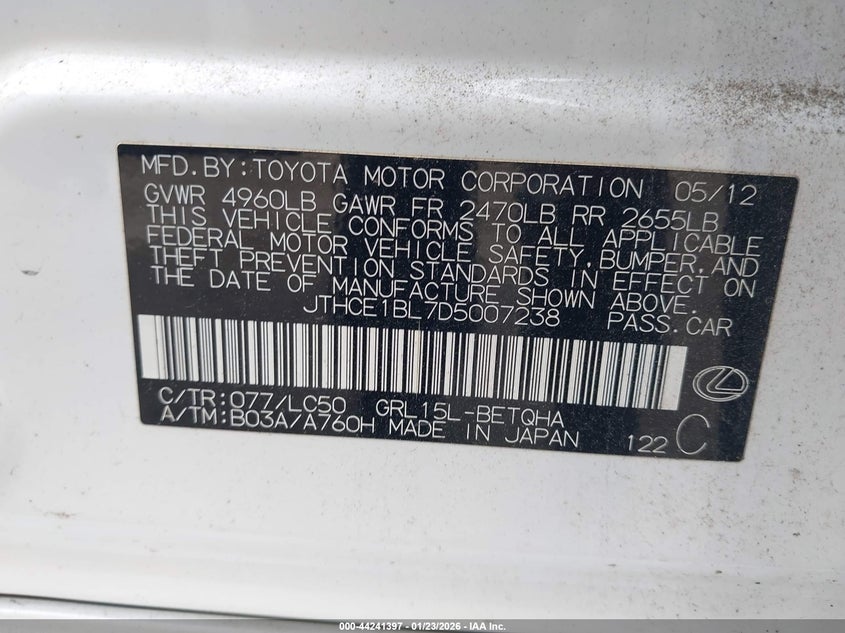 MFD.BY:TOYOTA MOTOR CORPORATION 05/12
GVWR 4960LB GAWR FR 2470LB RR 2655LB
THIS VEHICLE CONFORMS TO ALL APPLICABLE
FEDERAL MOTOR VEHICLE SAFETY,BUMPER,AND
THEFT PREVENTION STANDARDS IN EFFECT ON
THE DATE OF MANUFACTURE SHOWN ABOVE.
JTHCE1BL7D5007238 PASS.CAR
C/TR:077/LC50 GRL15L-BETQHA
A/TM:B03A/A760H MADE IN JAPAN 122 C
000-44241397 - 01/23/2026 - IAA Inc.